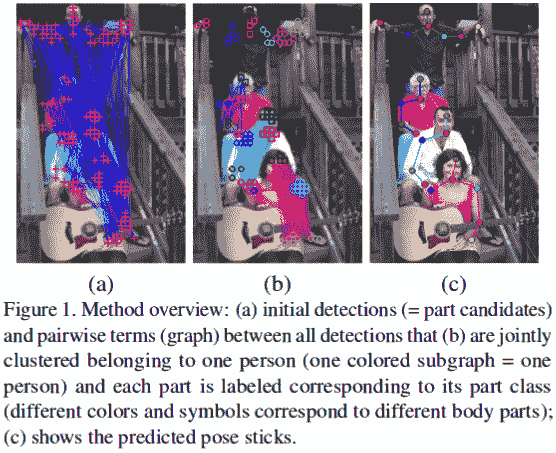 (a) (b) (c)
Figure 1. Method overview: (a) initial detections (= part candidates)
and pairwise terms (graph) between all detections that (b) are jointly
clustered belonging to one person (one colored subgraph = one
person) and each part is labeled corresponding to its part class
(different colors and symbols correspond to different body parts);
(c) shows the predicted pose sticks.